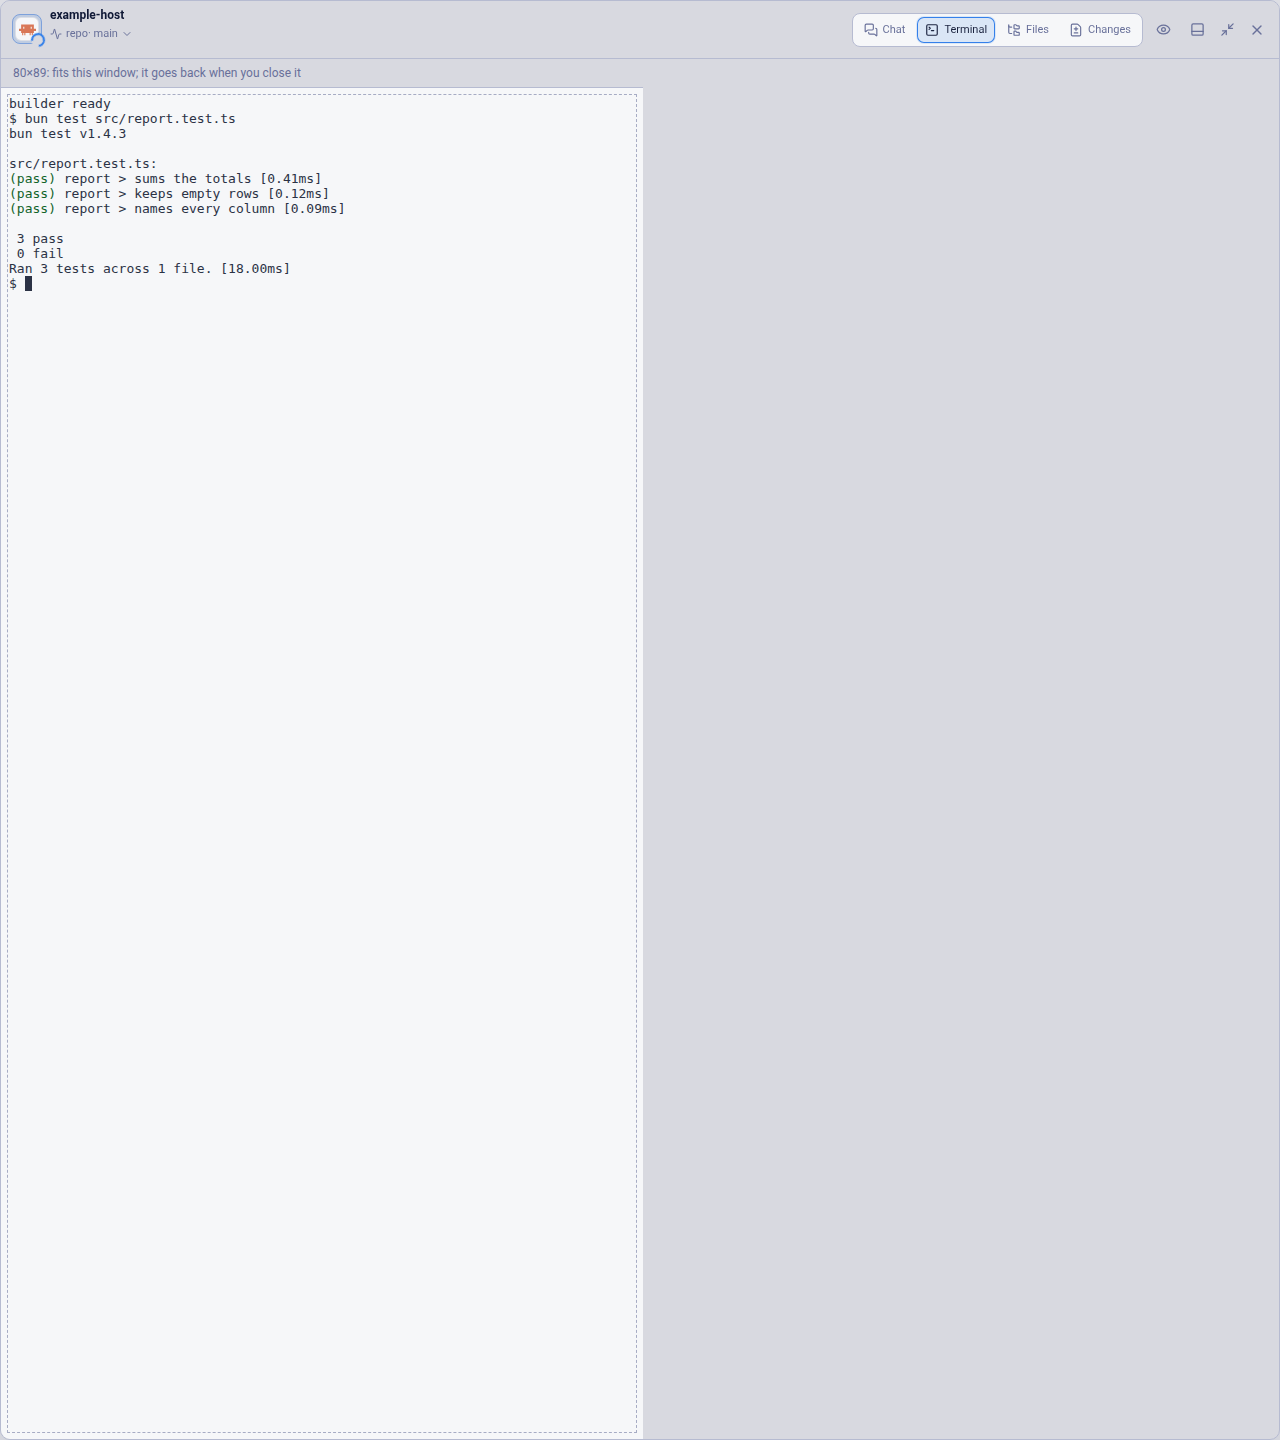 example-host
repo· main
Chat
Terminal
Files
Changes
80×89: fits this window; it goes back when you close it
builder ready
$ bun test src/report.test.ts
bun test v1.4.3
src/report.test.ts:
(pass) report > sums the totals [0.41ms]
(pass) report > keeps empty rows [0.12ms]
(pass) report > names every column [0.09ms]
3 pass
0 fail
Ran 3 tests across 1 file. [18.00ms]
$